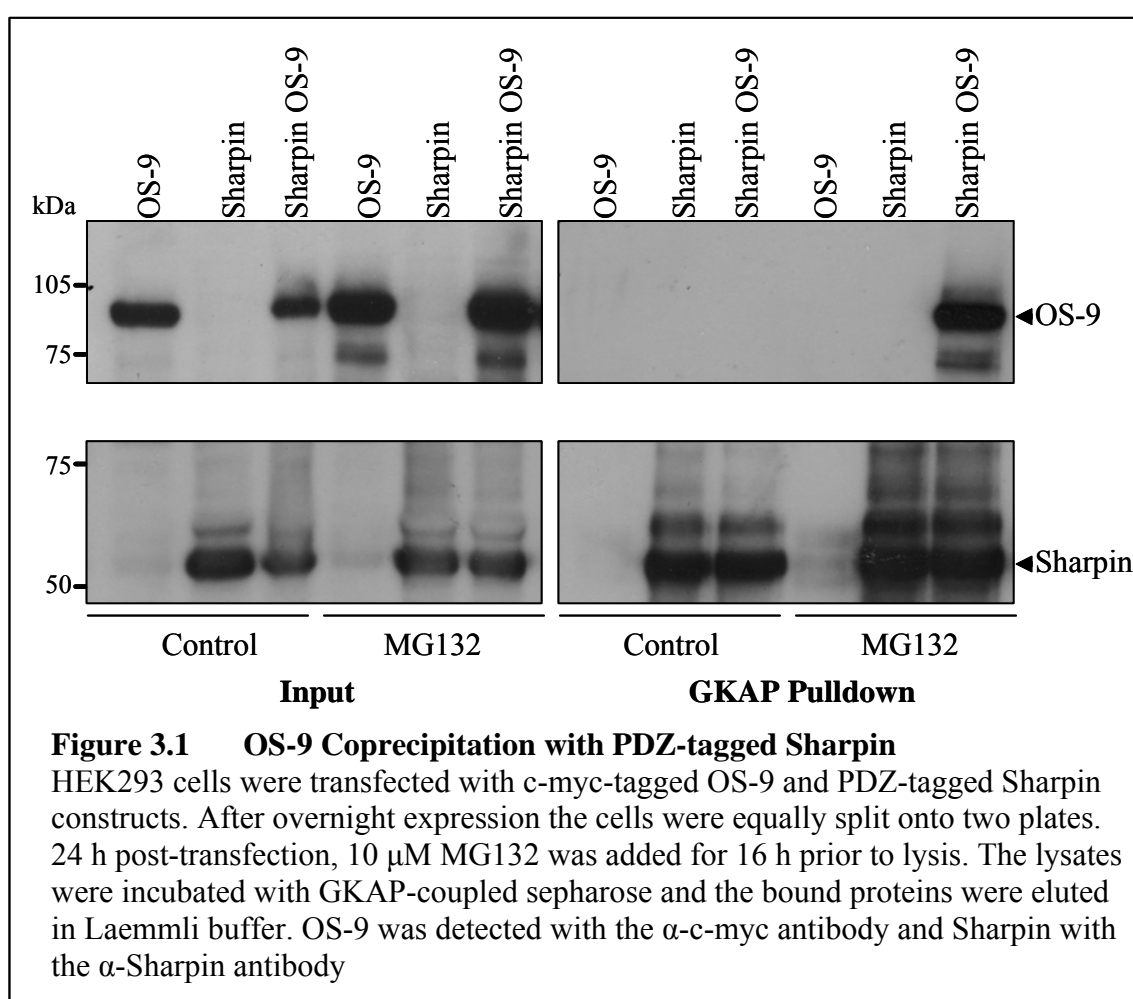 OS-9
Sharpin
Sharpin OS-9
OS-9
Sharpin
Sharpin OS-9
OS-9
Sharpin
Sharpin OS-9
OS-9
Sharpin
Sharpin OS-9
kDa
105
75
OS-9
75
50
Sharpin
Control
MG132
Control
MG132
Input
GKAP Pulldown
Figure 3.1 OS-9 Coprecipitation with PDZ-tagged Sharpin
HEK293 cells were transfected with c-myc-tagged OS-9 and PDZ-tagged Sharpin
constructs. After overnight expression the cells were equally split onto two plates.
24 h post-transfection, 10 μM MG132 was added for 16 h prior to lysis. The lysates
were incubated with GKAP-coupled sepharose and the bound proteins were eluted
in Laemmli buffer. OS-9 was detected with the α-c-myc antibody and Sharpin with
the α-Sharpin antibody